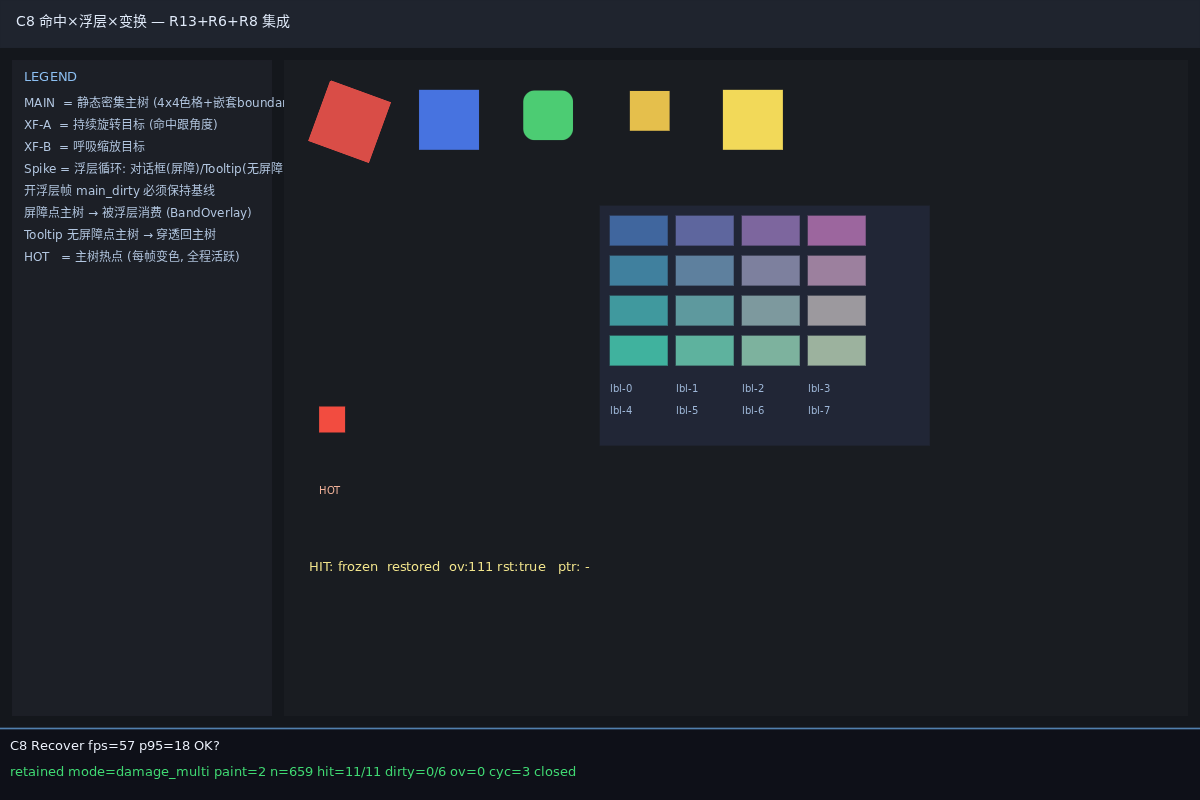 C8 命中×浮层×变换 — R13+R6+R8 集成
LEGEND
MAIN  = 静态密集主树 (4x4色格+嵌套boundar
XF-A  = 持续旋转目标 (命中跟角度)
XF-B  = 呼吸缩放目标
Spike = 浮层循环: 对话框(屏障)/Tooltip(无屏障
开浮层帧 main_dirty 必须保持基线
屏障点主树 → 被浮层消费 (BandOverlay)
Tooltip 无屏障点主树 → 穿透回主树
HOT   = 主树热点 (每帧变色, 全程活跃)
lbl-0 lbl-1 lbl-2 lbl-3
lbl-4 lbl-5 lbl-6 lbl-7
HOT
HIT: frozen  restored  ov:111 rst:true   ptr: -
C8 Recover fps=57 p95=18 OK?
retained mode=damage_multi paint=2 n=659 hit=11/11 dirty=0/6 ov=0 cyc=3 closed